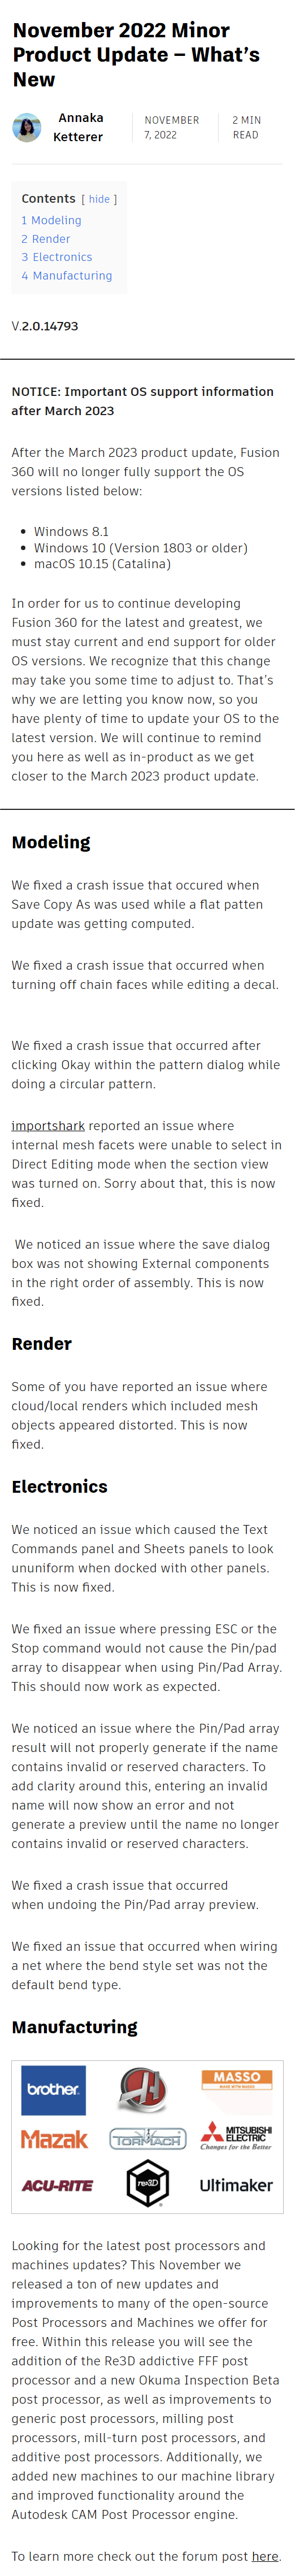 November 2022 Minor
Product Update – What's
New
Annaka
Ketterer
NOVEMBER
7, 2022
2 MIN
READ
Contents [ hide ]
1 Modeling
2 Render
3 Electronics
4 Manufacturing
V.2.0.14793
NOTICE: Important OS support information
after March 2023
After the March 2023 product update, Fusion
360 will no longer fully support the OS
versions listed below:
• Windows 8.1
• Windows 10 (Version 1803 or older)
• macOS 10.15 (Catalina)
In order for us to continue developing
Fusion 360 for the latest and greatest, we
must stay current and end support for older
OS versions. We recognize that this change
may take you some time to adjust to. That's
why we are letting you know now, so you
have plenty of time to update your OS to the
latest version. We will continue to remind
you here as well as in-product as we get
closer to the March 2023 product update.
Modeling
We fixed a crash issue that occured when
Save Copy As was used while a flat patten
update was getting computed.
We fixed a crash issue that occurred when
turning off chain faces while editing a decal.
We fixed a crash issue that occurred after
clicking Okay within the pattern dialog while
doing a circular pattern.
importshark reported an issue where
internal mesh facets were unable to select in
Direct Editing mode when the section view
was turned on. Sorry about that, this is now
fixed.
We noticed an issue where the save dialog
box was not showing External components
in the right order of assembly. This is now
fixed.
Render
Some of you have reported an issue where
cloud/local renders which included mesh
objects appeared distorted. This is now
fixed.
Electronics
We noticed an issue which caused the Text
Commands panel and Sheets panels to look
ununiform when docked with other panels.
This is now fixed.
We fixed an issue where pressing ESC or the
Stop command would not cause the Pin/pad
array to disappear when using Pin/Pad Array.
This should now work as expected.
We noticed an issue where the Pin/Pad array
result will not properly generate if the name
contains invalid or reserved characters. To
add clarity around this, entering an invalid
name will now show an error and not
generate a preview until the name no longer
contains invalid or reserved characters.
We fixed a crash issue that occurred
when undoing the Pin/Pad array preview.
We fixed an issue that occurred when wiring
a net where the bend style set was not the
default bend type.
Manufacturing
brother
MASSO
Mazak
TORMACH
MITSUBISHI
ELECTRIC
Changes for the Better
ACU-RITE
re:3D
Ultimaker
Looking for the latest post processors and
machines updates? This November we
released a ton of new updates and
improvements to many of the open-source
Post Processors and Machines we offer for
free. Within this release you will see the
addition of the Re3D addictive FFF post
processor and a new Okuma Inspection Beta
post processor, as well as improvements to
generic post processors, milling post
processors, mill-turn post processors, and
additive post processors. Additionally, we
added new machines to our machine library
and improved functionality around the
Autodesk CAM Post Processor engine.
To learn more check out the forum post here.